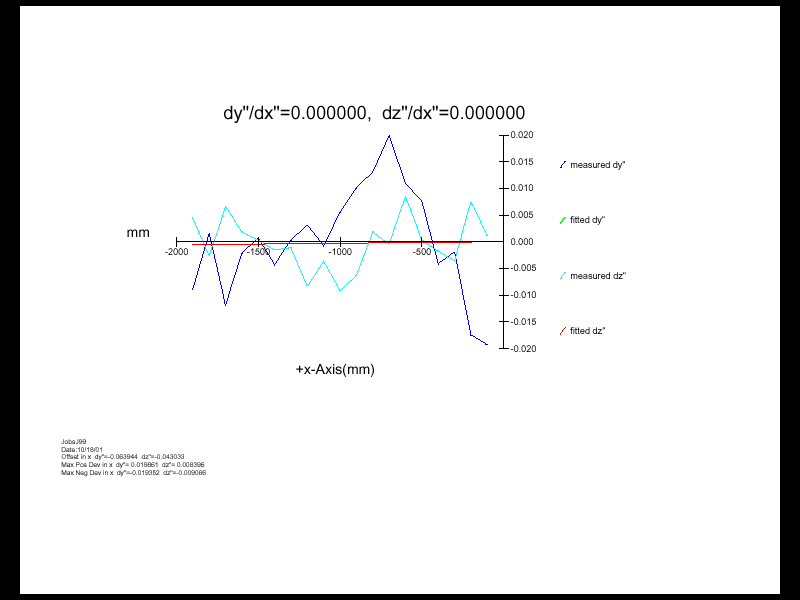 dy"/dx"=0.000000,  dz"/dx"=0.000000
0.020
0.015
measured dy"
0.010
0.005
fitted dy"
mm
0.000
-2000 -1500 -1000 -500
-0.005
measured dz"
-0.010
-0.015
fitted dz"
-0.020
+x-Axis(mm)
JobsJ99
Date:10/18/01
Offset in x  dy"=-0.063944  dz"=-0.043033
Max Pos Dev in x  dy"= 0.019861  dz"= 0.008396
Max Neg Dev in x  dy"=-0.019352  dz"=-0.009066